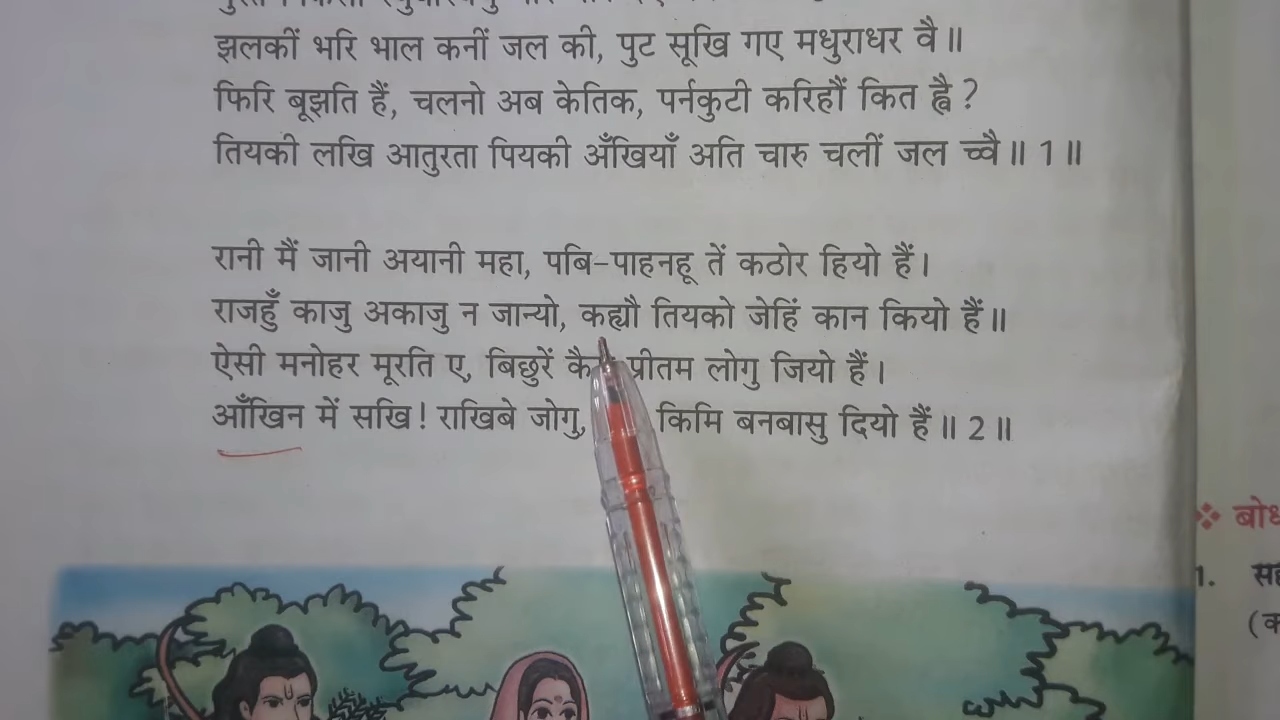 झलकीं भरि भाल कनीं जल की, पुट सूखि गए मधुराधर वै॥
फिरि बूझति हैं, चलनो अब केतिक, पर्नकुटी करिहौं कित ह्वै?
तियकी लखि आतुरता पियकी अँखियाँ अति चारु चलीं जल च्वै॥ 1॥
रानी मैं जानी अयानी महा, पबि-पाहनहू तें कठोर हियो हैं।
राजहुँ काजु अकाजु न जान्यो, कह्यौ तियको जेहिं कान कियो हैं॥
ऐसी मनोहर मूरति ए, बिछुरें प्रीतम लोगु जियो हैं।
आँखिन में सखि! राखिबे जोगु, किमि बनबासु दियो हैं॥ 2॥
1.